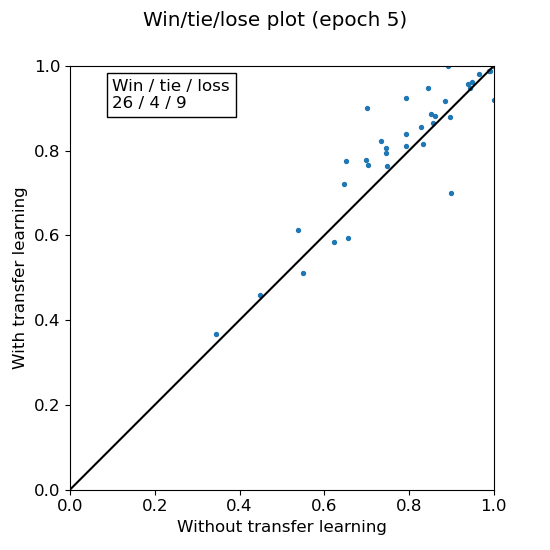 Win/tie/lose plot (epoch 5)
Win / tie / loss
26 / 4 / 9
1.0
0.8
0.6
0.4
0.2
0.0
With transfer learning
0.0 0.2 0.4 0.6 0.8 1.0
Without transfer learning